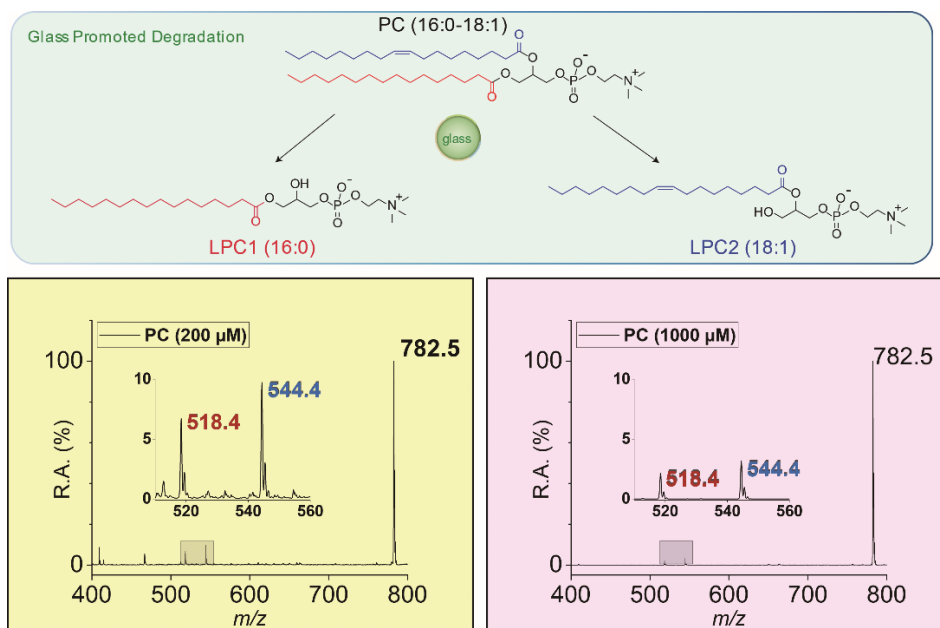 PC (16:0-18:1)
Glass Promoted Degradation
O
O
O
O
O
O
P
O-
O
N+
glass
OH
O
O
O
P
O-
O
O
N+
LPC1 (16:0)
O
O
HO
O
P
O-
O
O
N+
LPC2 (18:1)
PC (200 µM)
100
782.5
10
544.4
518.4
5
0
520 540 560
R.A. (%)
0
400 500 600 700 800
m/z
PC (1000 µM)
100
782.5
10
5
518.4
544.4
0
520 540 560
R.A. (%)
0
400 500 600 700 800
m/z